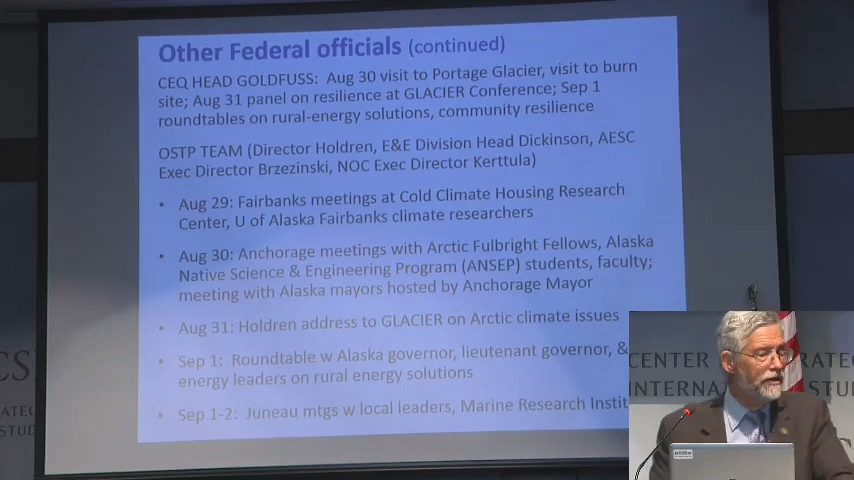 Other Federal officials (continued)
CEQ HEAD GOLDFUSS: Aug 30 visit to Portage Glacier, visit to burn
site; Aug 31 panel on resilience at GLACIER Conference; Sep 1
roundtables on rural-energy solutions, community resilience
OSTP TEAM (Director Holdren, E&E Division Head Dickinson, AESC
Exec Director Brzezinski, NOC Exec Director Kerttula)
• Aug 29: Fairbanks meetings at Cold Climate Housing Research
Center, U of Alaska Fairbanks climate researchers
• Aug 30: Anchorage meetings with Arctic Fulbright Fellows, Alaska
Native Science & Engineering Program (ANSEP) students, faculty;
meeting with Alaska mayors hosted by Anchorage Mayor
• Aug 31: Holdren address to GLACIER on Arctic climate issues
• Sep 1: Roundtable w Alaska governor, lieutenant governor, &
energy leaders on rural energy solutions
• Sep 1-2: Juneau mtgs w local leaders, Marine Research Instit
CENTER RATEG
INTERNA STUD